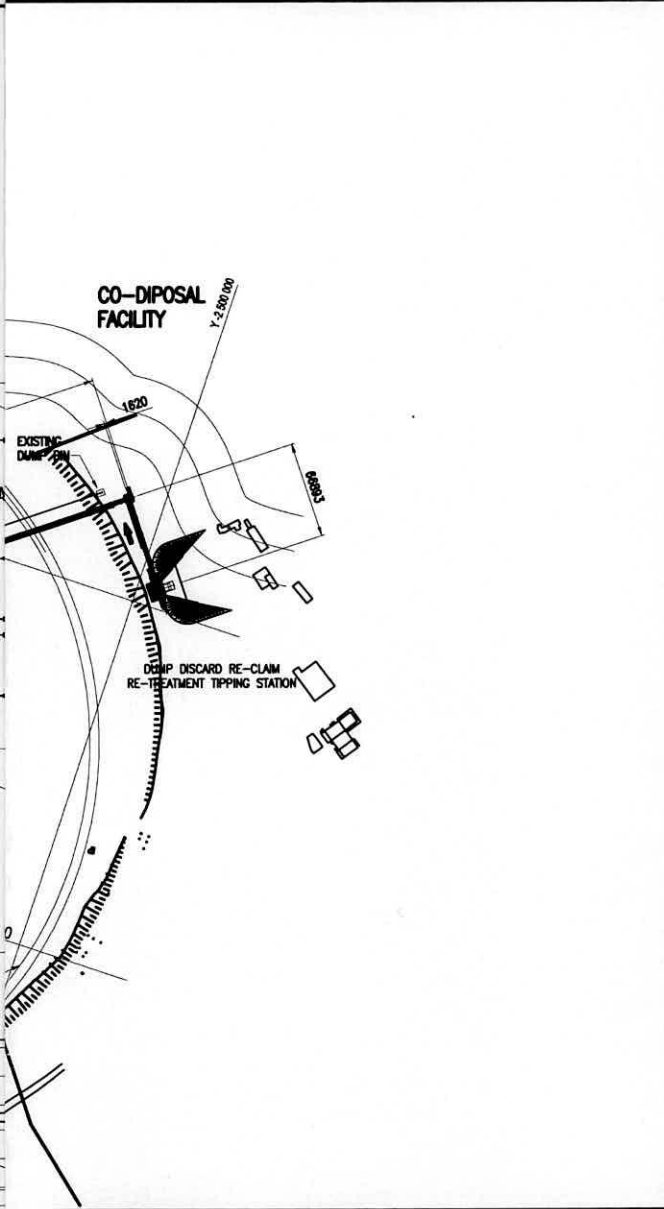 CO-DIPOSAL
FACILITY
Y -2 500 000
1620
EXISTING
DUMP BIN
66893
DUMP DISCARD RE-CLAIM
RE-TREATMENT TIPPING STATION
0